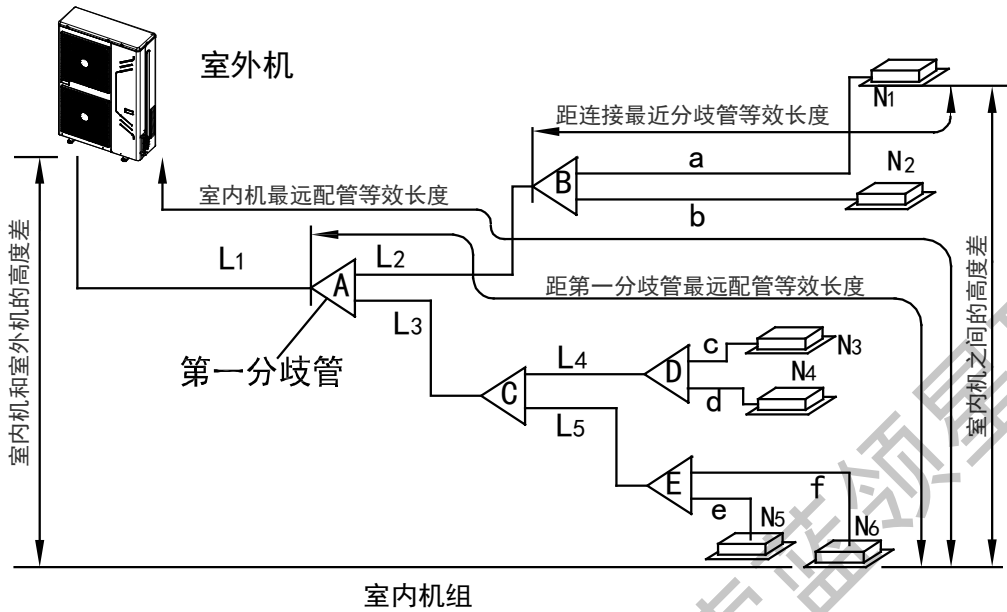 室外机
N1
距连接最近分歧管等效长度
a
B
N2
室内机最远配管等效长度
b
L1
L2
A
距第一分歧管最远配管等效长度
L3
第一分歧管
L4
D
c
N3
N4
C
d
L5
E
f
e
N5
N6
室内机和室外机的高度差
室内机之间的高度差
室内机组
蓝领星